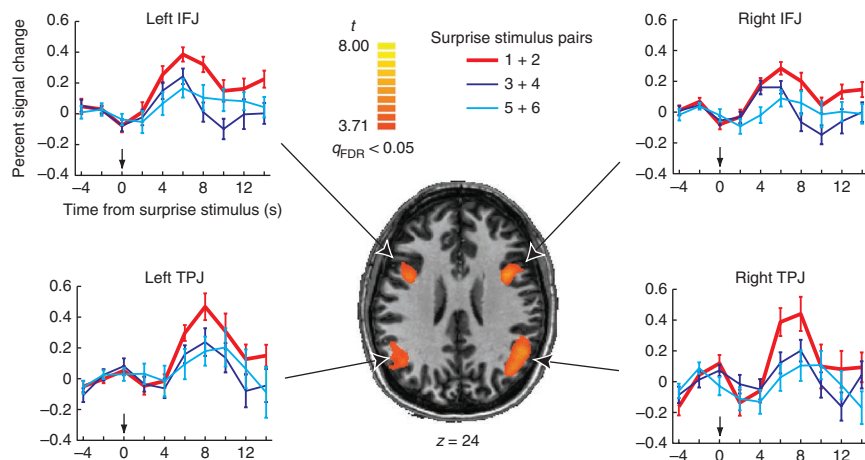 Left IFJ
Percent signal change
0.6
0.4
0.2
0
−0.2
−0.4
−4 0 4 8 12
Time from surprise stimulus (s)
t
8.00
3.71
qFDR < 0.05
Surprise stimulus pairs
1 + 2
3 + 4
5 + 6
Right IFJ
0.6
0.4
0.2
0
−0.2
−0.4
−4 0 4 8 12
Left TPJ
0.6
0.4
0.2
0
−0.2
−0.4
−4 0 4 8 12
z = 24
Right TPJ
0.6
0.4
0.2
0
−0.2
−0.4
−4 0 4 8 12